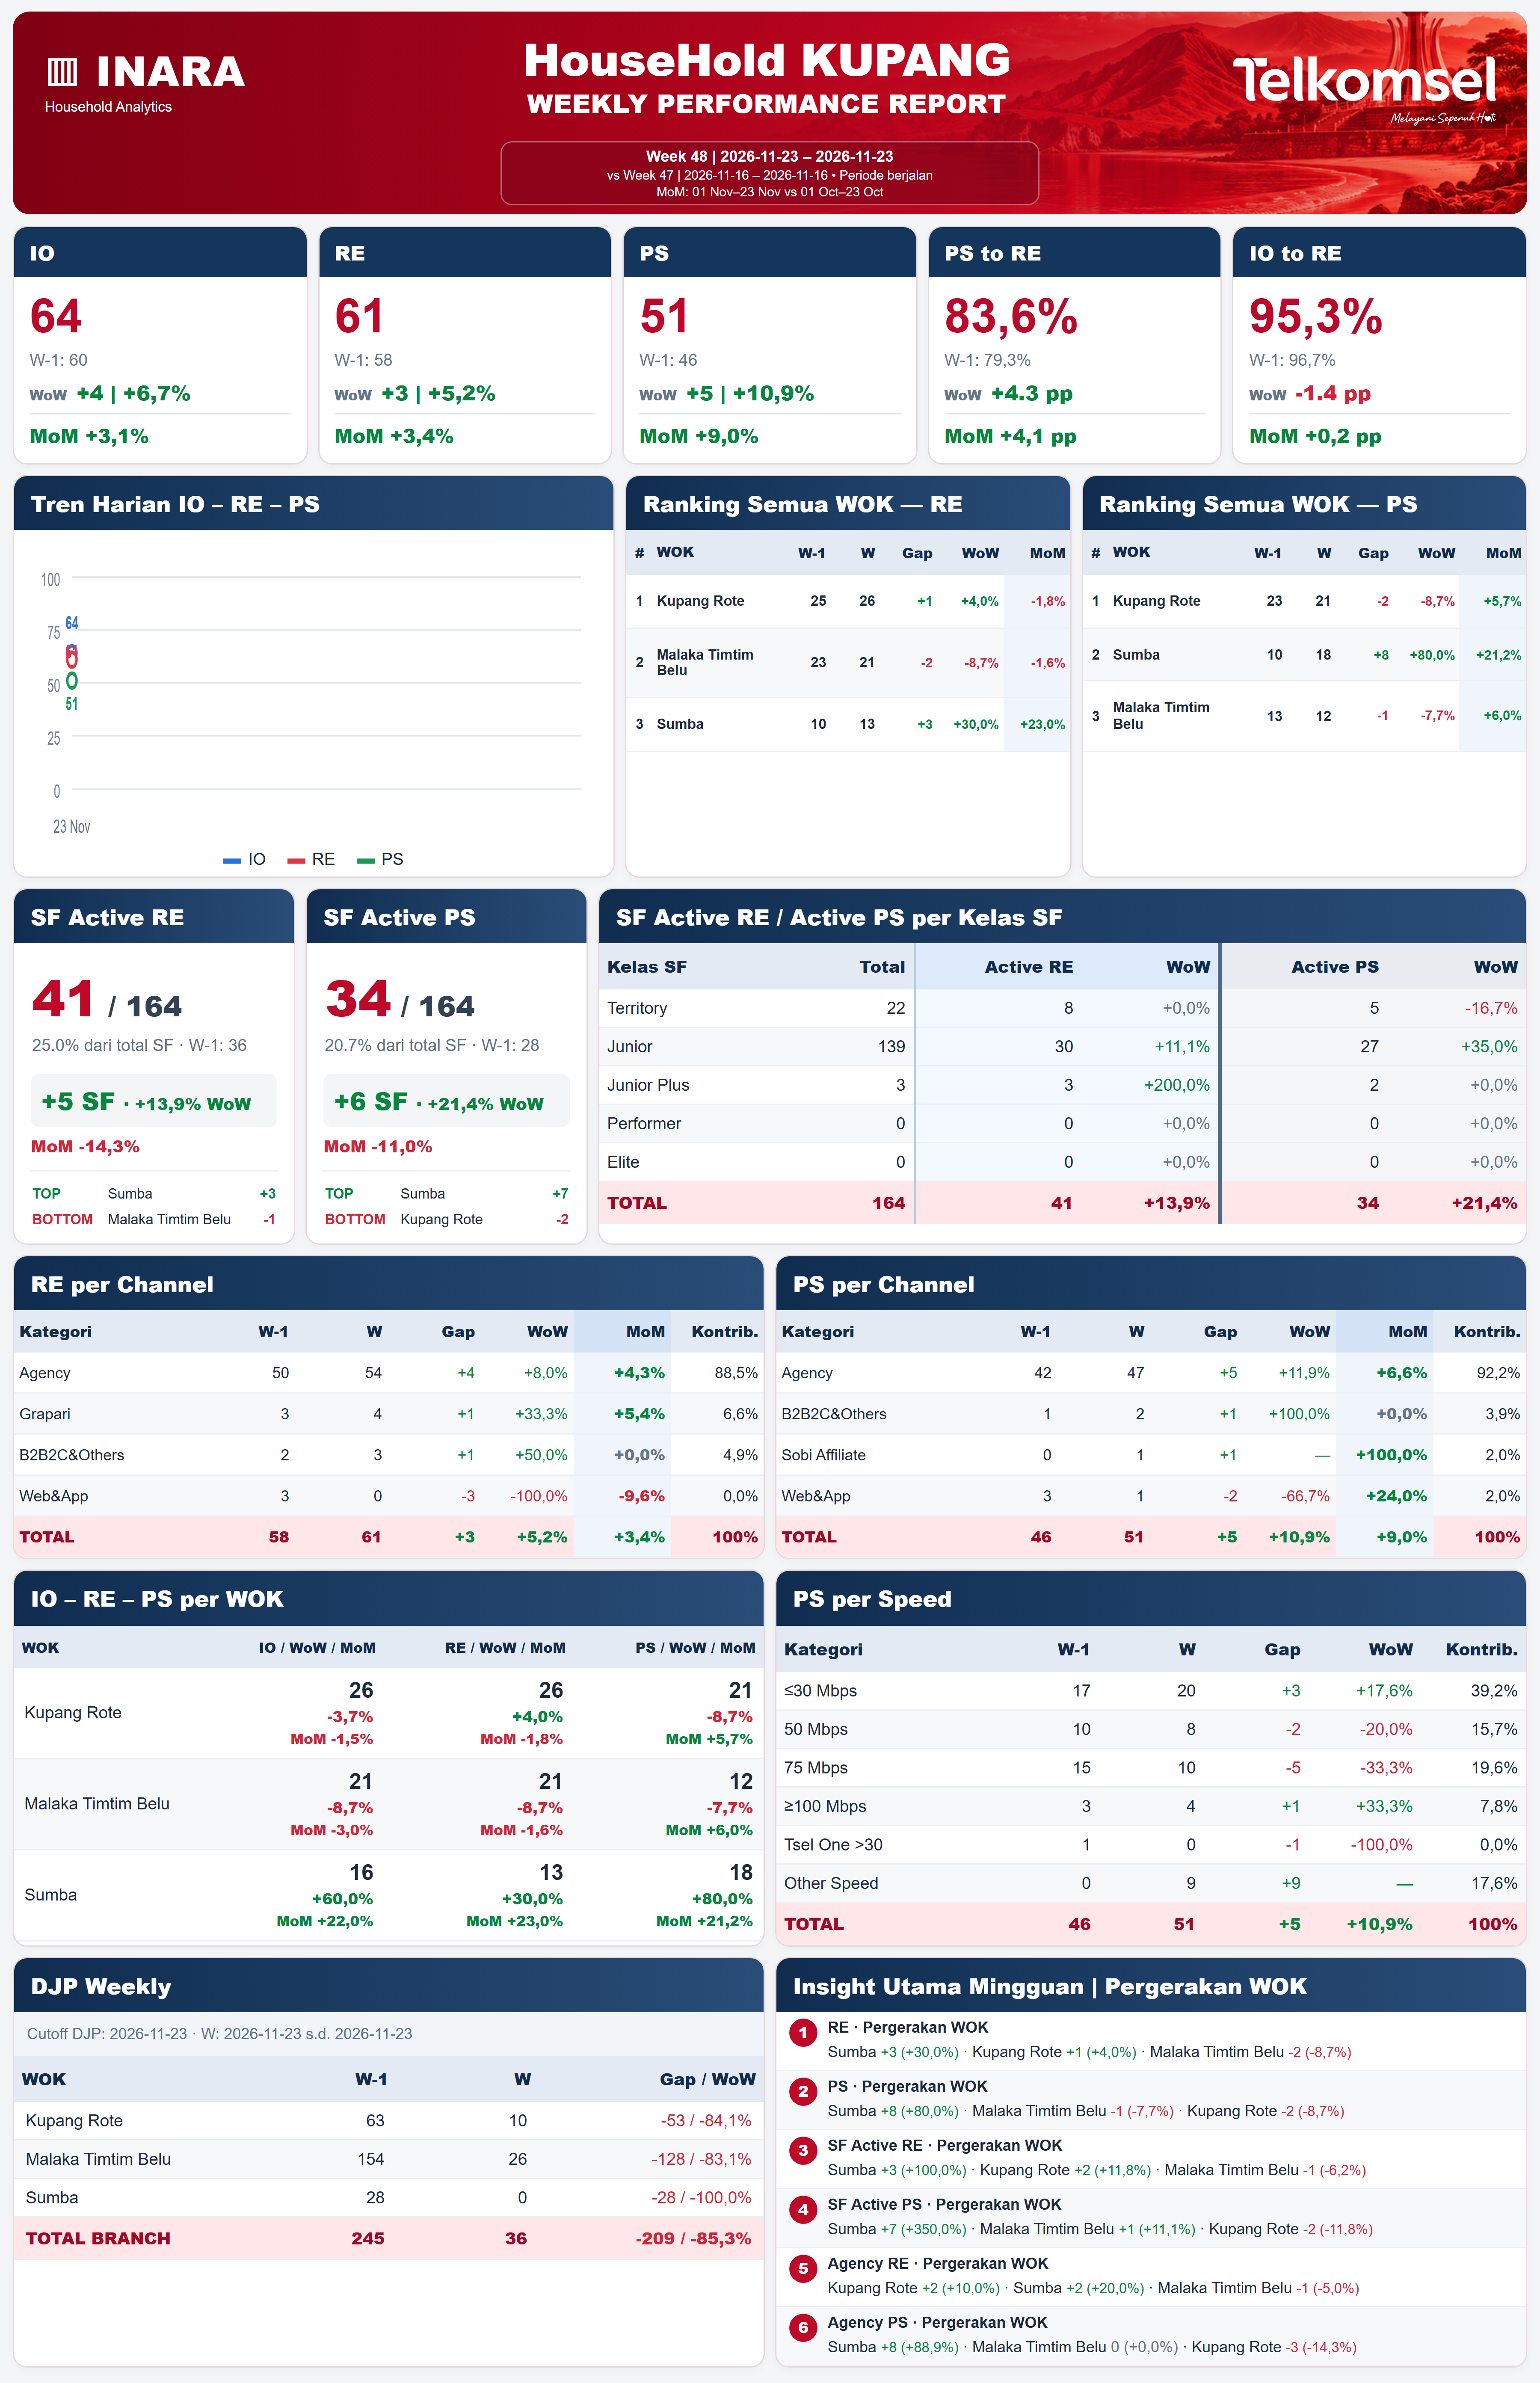 INARA
Household Analytics
HouseHold KUPANG
WEEKLY PERFORMANCE REPORT
Week 48 | 2026-11-23 – 2026-11-23
vs Week 47 | 2026-11-16 – 2026-11-16 • Periode berjalan
MoM: 01 Nov–23 Nov vs 01 Oct–23 Oct
Telkomsel
Melayani Sepenuh Hati
IO
64
W-1: 60
WoW +4 | +6,7%
MoM +3,1%
RE
61
W-1: 58
WoW +3 | +5,2%
MoM +3,4%
PS
51
W-1: 46
WoW +5 | +10,9%
MoM +9,0%
PS to RE
83,6%
W-1: 79,3%
WoW +4.3 pp
MoM +4,1 pp
IO to RE
95,3%
W-1: 96,7%
WoW -1.4 pp
MoM +0,2 pp
Tren Harian IO – RE – PS
100
75
50
25
0
64
51
23 Nov
IO RE PS
Ranking Semua WOK — RE
# WOK W-1 W Gap WoW MoM
1 Kupang Rote 25 26 +1 +4,0% -1,8%
2 Malaka Timtim Belu 23 21 -2 -8,7% -1,6%
3 Sumba 10 13 +3 +30,0% +23,0%
Ranking Semua WOK — PS
# WOK W-1 W Gap WoW MoM
1 Kupang Rote 23 21 -2 -8,7% +5,7%
2 Sumba 10 18 +8 +80,0% +21,2%
3 Malaka Timtim Belu 13 12 -1 -7,7% +6,0%
SF Active RE
41 / 164
25.0% dari total SF · W-1: 36
+5 SF · +13,9% WoW
MoM -14,3%
TOP Sumba +3
BOTTOM Malaka Timtim Belu -1
SF Active PS
34 / 164
20.7% dari total SF · W-1: 28
+6 SF · +21,4% WoW
MoM -11,0%
TOP Sumba +7
BOTTOM Kupang Rote -2
SF Active RE / Active PS per Kelas SF
Kelas SF Total Active RE WoW Active PS WoW
Territory 22 8 +0,0% 5 -16,7%
Junior 139 30 +11,1% 27 +35,0%
Junior Plus 3 3 +200,0% 2 +0,0%
Performer 0 0 +0,0% 0 +0,0%
Elite 0 0 +0,0% 0 +0,0%
TOTAL 164 41 +13,9% 34 +21,4%
RE per Channel
Kategori W-1 W Gap WoW MoM Kontrib.
Agency 50 54 +4 +8,0% +4,3% 88,5%
Grapari 3 4 +1 +33,3% +5,4% 6,6%
B2B2C&Others 2 3 +1 +50,0% +0,0% 4,9%
Web&App 3 0 -3 -100,0% -9,6% 0,0%
TOTAL 58 61 +3 +5,2% +3,4% 100%
PS per Channel
Kategori W-1 W Gap WoW MoM Kontrib.
Agency 42 47 +5 +11,9% +6,6% 92,2%
B2B2C&Others 1 2 +1 +100,0% +0,0% 3,9%
Sobi Affiliate 0 1 +1 — +100,0% 2,0%
Web&App 3 1 -2 -66,7% +24,0% 2,0%
TOTAL 46 51 +5 +10,9% +9,0% 100%
IO – RE – PS per WOK
WOK IO / WoW / MoM RE / WoW / MoM PS / WoW / MoM
26 26 21
Kupang Rote -3,7% +4,0% -8,7%
MoM -1,5% MoM -1,8% MoM +5,7%
21 21 12
Malaka Timtim Belu -8,7% -8,7% -7,7%
MoM -3,0% MoM -1,6% MoM +6,0%
16 13 18
Sumba +60,0% +30,0% +80,0%
MoM +22,0% MoM +23,0% MoM +21,2%
PS per Speed
Kategori W-1 W Gap WoW Kontrib.
≤30 Mbps 17 20 +3 +17,6% 39,2%
50 Mbps 10 8 -2 -20,0% 15,7%
75 Mbps 15 10 -5 -33,3% 19,6%
≥100 Mbps 3 4 +1 +33,3% 7,8%
Tsel One >30 1 0 -1 -100,0% 0,0%
Other Speed 0 9 +9 — 17,6%
TOTAL 46 51 +5 +10,9% 100%
DJP Weekly
Cutoff DJP: 2026-11-23 · W: 2026-11-23 s.d. 2026-11-23
WOK W-1 W Gap / WoW
Kupang Rote 63 10 -53 / -84,1%
Malaka Timtim Belu 154 26 -128 / -83,1%
Sumba 28 0 -28 / -100,0%
TOTAL BRANCH 245 36 -209 / -85,3%
Insight Utama Mingguan | Pergerakan WOK
1 RE · Pergerakan WOK
Sumba +3 (+30,0%) · Kupang Rote +1 (+4,0%) · Malaka Timtim Belu -2 (-8,7%)
2 PS · Pergerakan WOK
Sumba +8 (+80,0%) · Malaka Timtim Belu -1 (-7,7%) · Kupang Rote -2 (-8,7%)
3 SF Active RE · Pergerakan WOK
Sumba +3 (+100,0%) · Kupang Rote +2 (+11,8%) · Malaka Timtim Belu -1 (-6,2%)
4 SF Active PS · Pergerakan WOK
Sumba +7 (+350,0%) · Malaka Timtim Belu +1 (+11,1%) · Kupang Rote -2 (-11,8%)
5 Agency RE · Pergerakan WOK
Kupang Rote +2 (+10,0%) · Sumba +2 (+20,0%) · Malaka Timtim Belu -1 (-5,0%)
6 Agency PS · Pergerakan WOK
Sumba +8 (+88,9%) · Malaka Timtim Belu 0 (+0,0%) · Kupang Rote -3 (-14,3%)